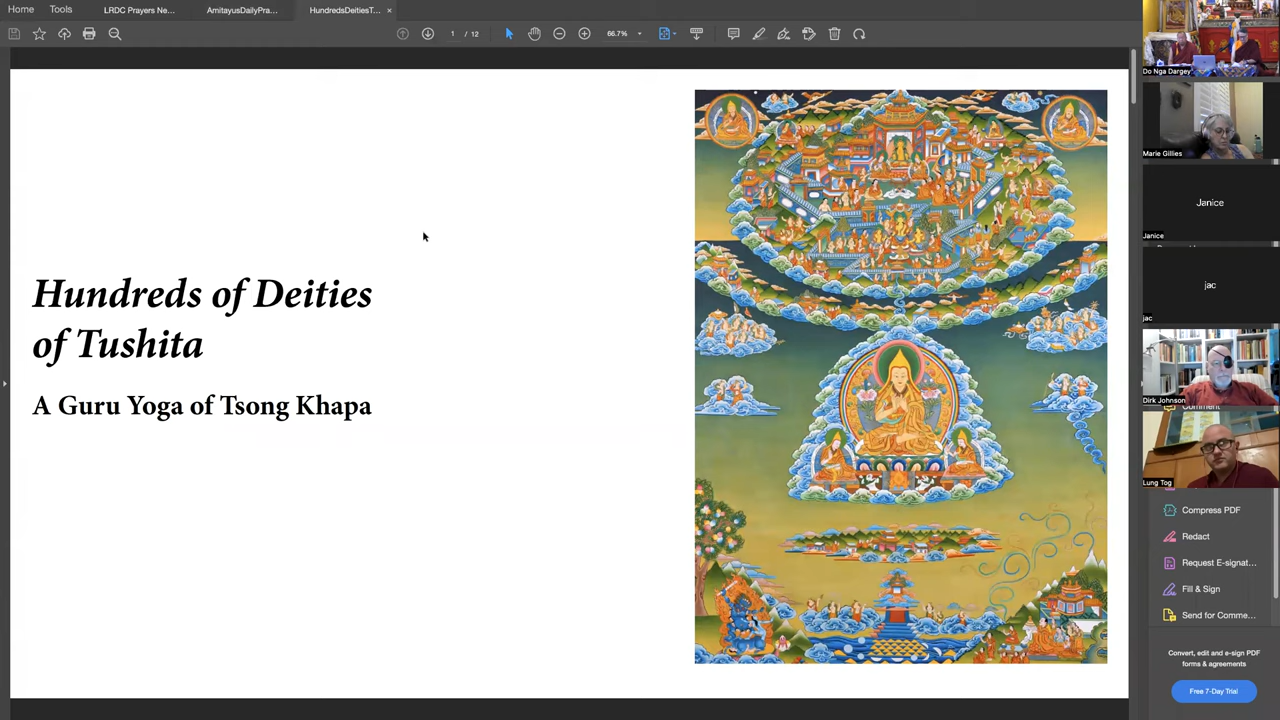 Home
Tools
LRDC Prayers Ne...
AmitayusDailyPra...
HundredsDeitiesT...
1 / 12
66.7%
Hundreds of Deities
of Tushita
A Guru Yoga of Tsong Khapa
Do Nga Dargey
Marie Gillies
Janice
Janice
jac
jac
Dirk Johnson
Comment
Lung Tog
Compress PDF
Redact
Request E-signat...
Fill & Sign
Send for Comme...
Convert, edit and e-sign PDF
forms & agreements
Free 7-Day Trial